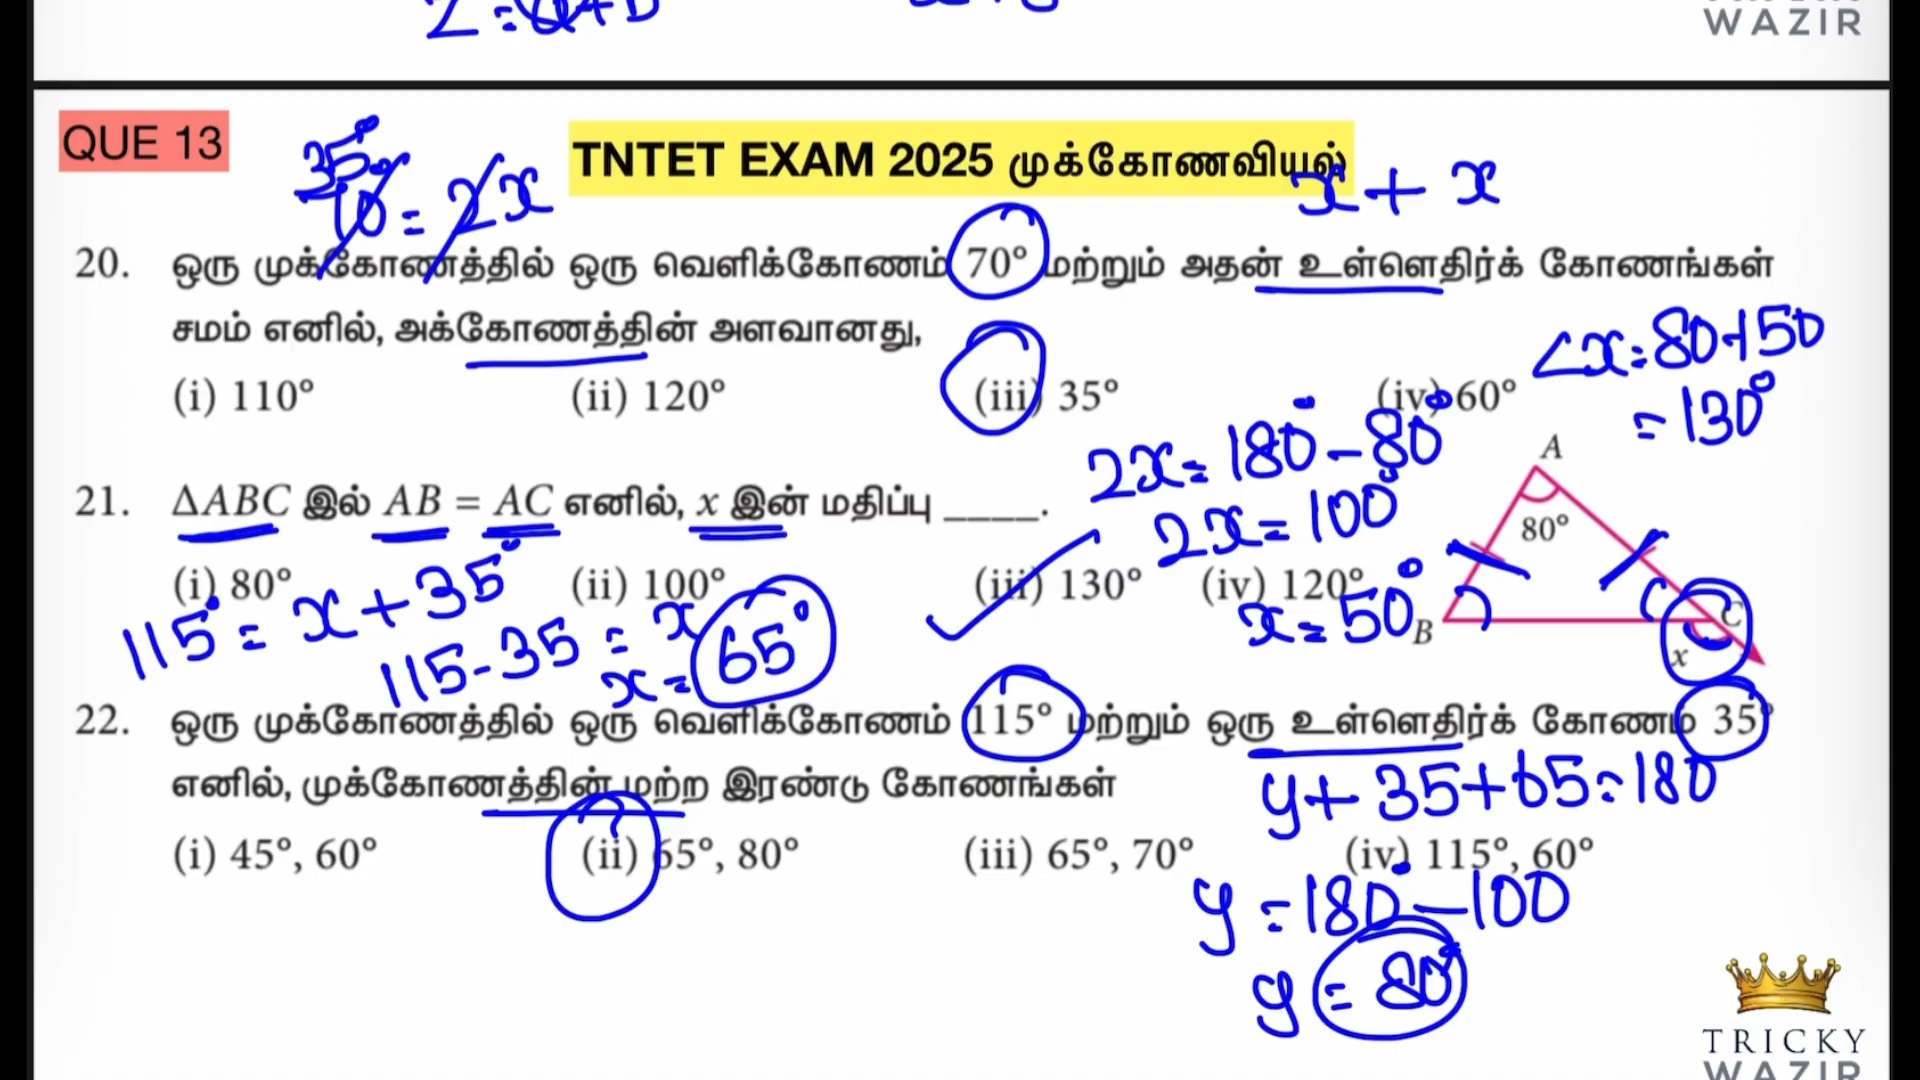 WAZIR
QUE 13
TNTET EXAM 2025 முக்கோணவியல்
35°
70 = 2x
x + x
20. ஒரு முக்கோணத்தில் ஒரு வெளிக்கோணம் 70° மற்றும் அதன் உள்ளெதிர்க் கோணங்கள்
சமம் எனில், அக்கோணத்தின் அளவானது,
∠x = 80+50
= 130°
(i) 110° (ii) 120° (iii) 35° (iv) 60°
2x = 180° - 80°
2x = 100°
x = 50°
21. ΔABC இல் AB = AC எனில், x இன் மதிப்பு ____.
(i) 80° (ii) 100° (iii) 130° (iv) 120°
A
80°
B
C
x
115° = x + 35°
115-35 = x
x = 65°
22. ஒரு முக்கோணத்தில் ஒரு வெளிக்கோணம் 115° மற்றும் ஒரு உள்ளெதிர்க் கோணம் 35°
எனில், முக்கோணத்தின் மற்ற இரண்டு கோணங்கள்
y + 35 + 65 = 180
(i) 45°, 60° (ii) 65°, 80° (iii) 65°, 70° (iv) 115°, 60°
y = 180° - 100
y = 80°
TRICKY
WAZIR